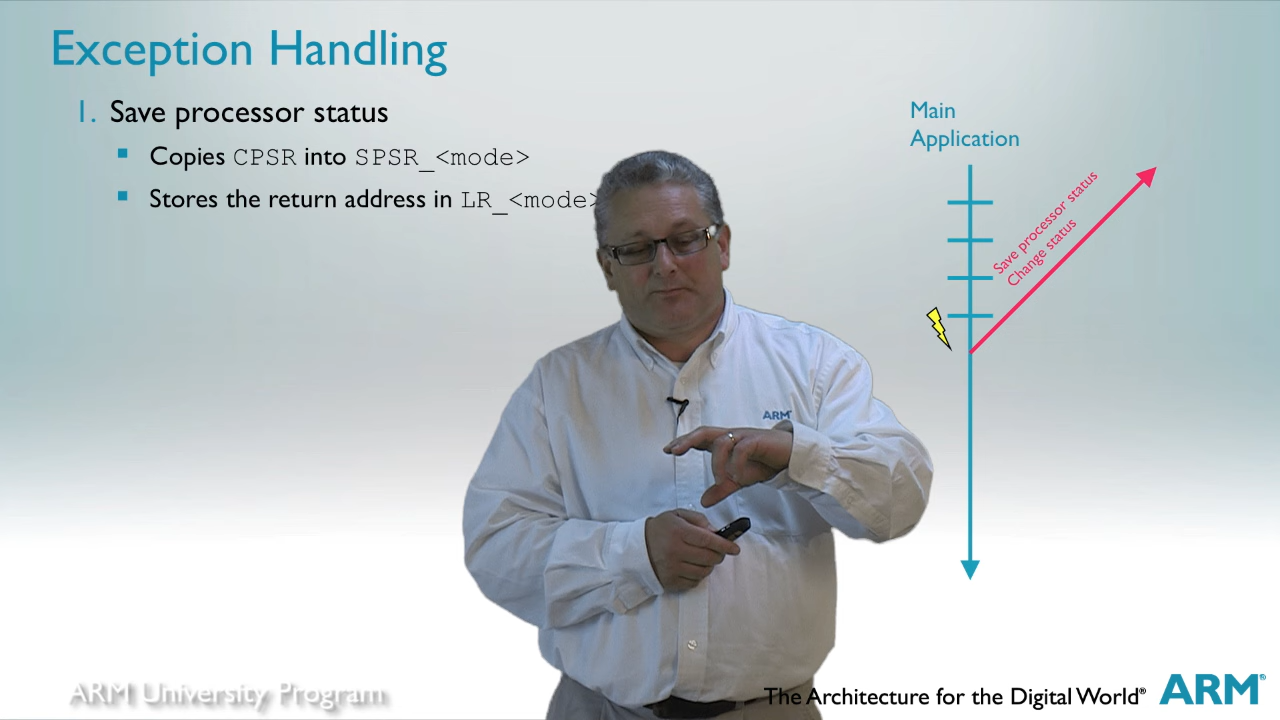 Exception Handling
1. Save processor status
Copies CPSR into SPSR_<mode>
Stores the return address in LR_<mode>
Main
Application
Save processor status
Change status
ARM
ARM University Program
The Architecture for the Digital World® ARM®